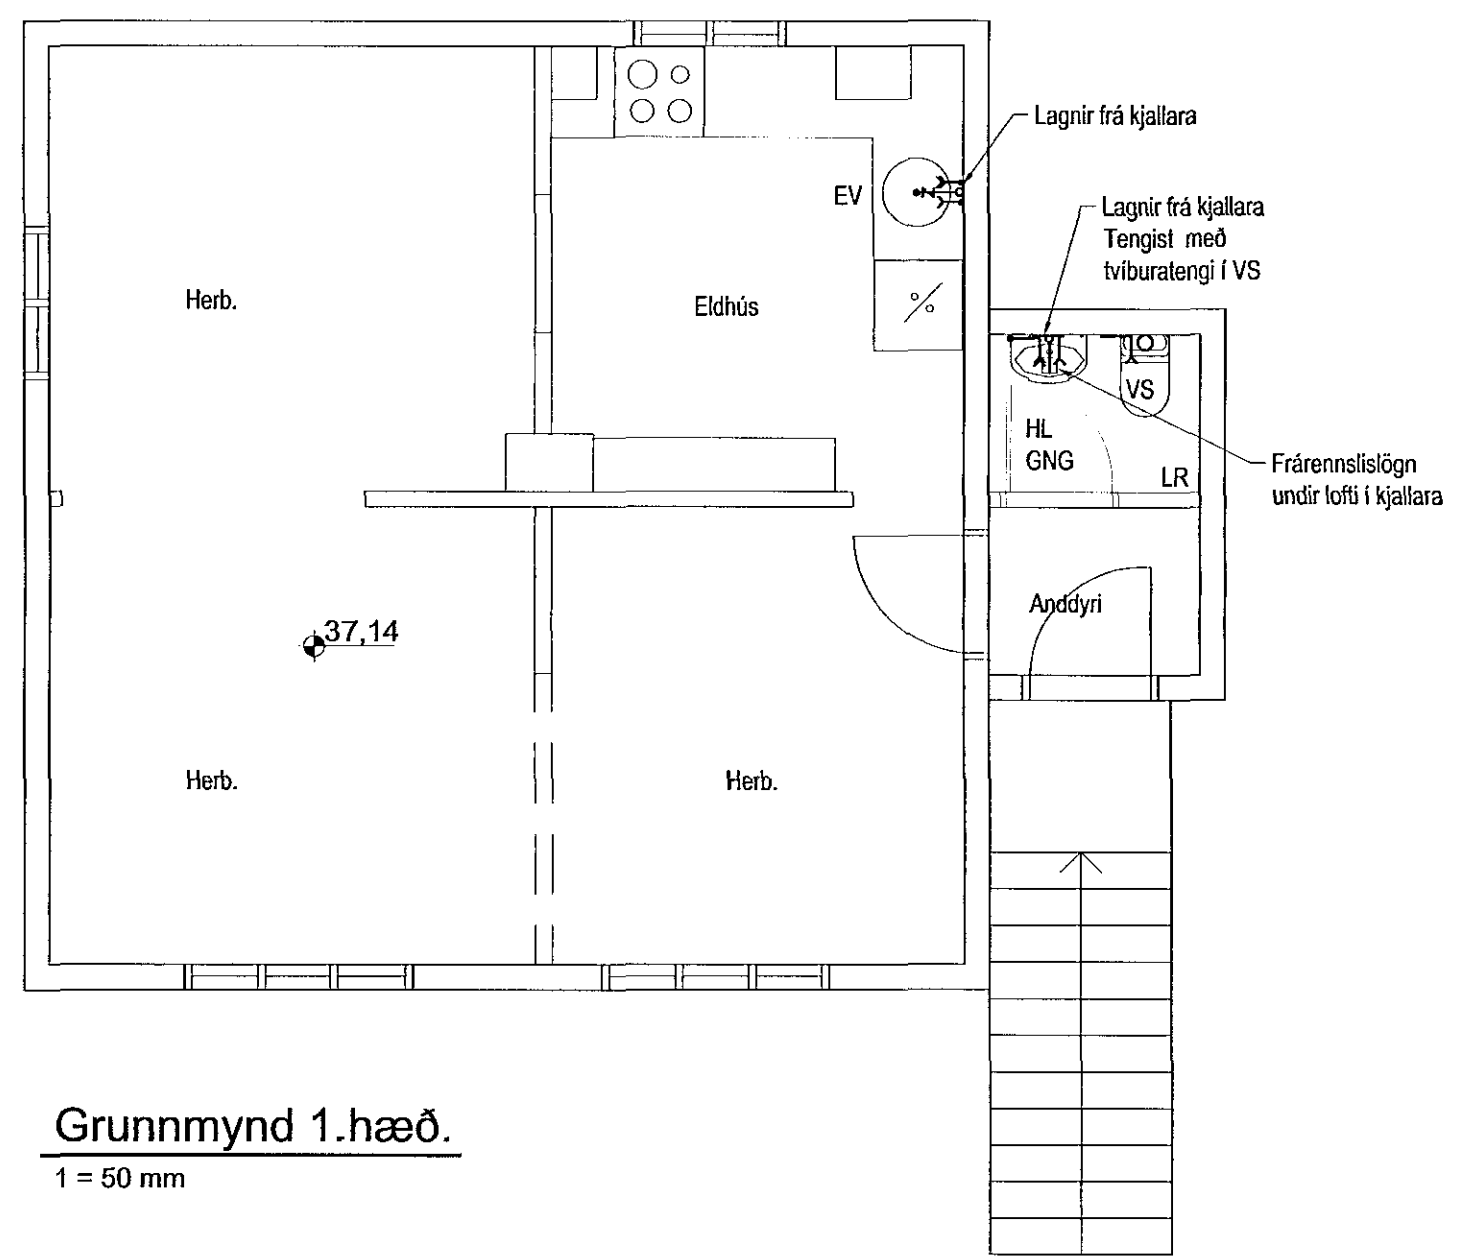 Lagnir frá kjallara
Lagnir frá kjallara
Tengist með
tvíburatengi í VS
EV
Herb.
Eldhús
VS
HL
GNG
LR
Frárennslislögn
undir lofti í kjallara
Anddyri
37,14
Herb.
Herb.
Grunnmynd 1.hæð.
1 = 50 mm